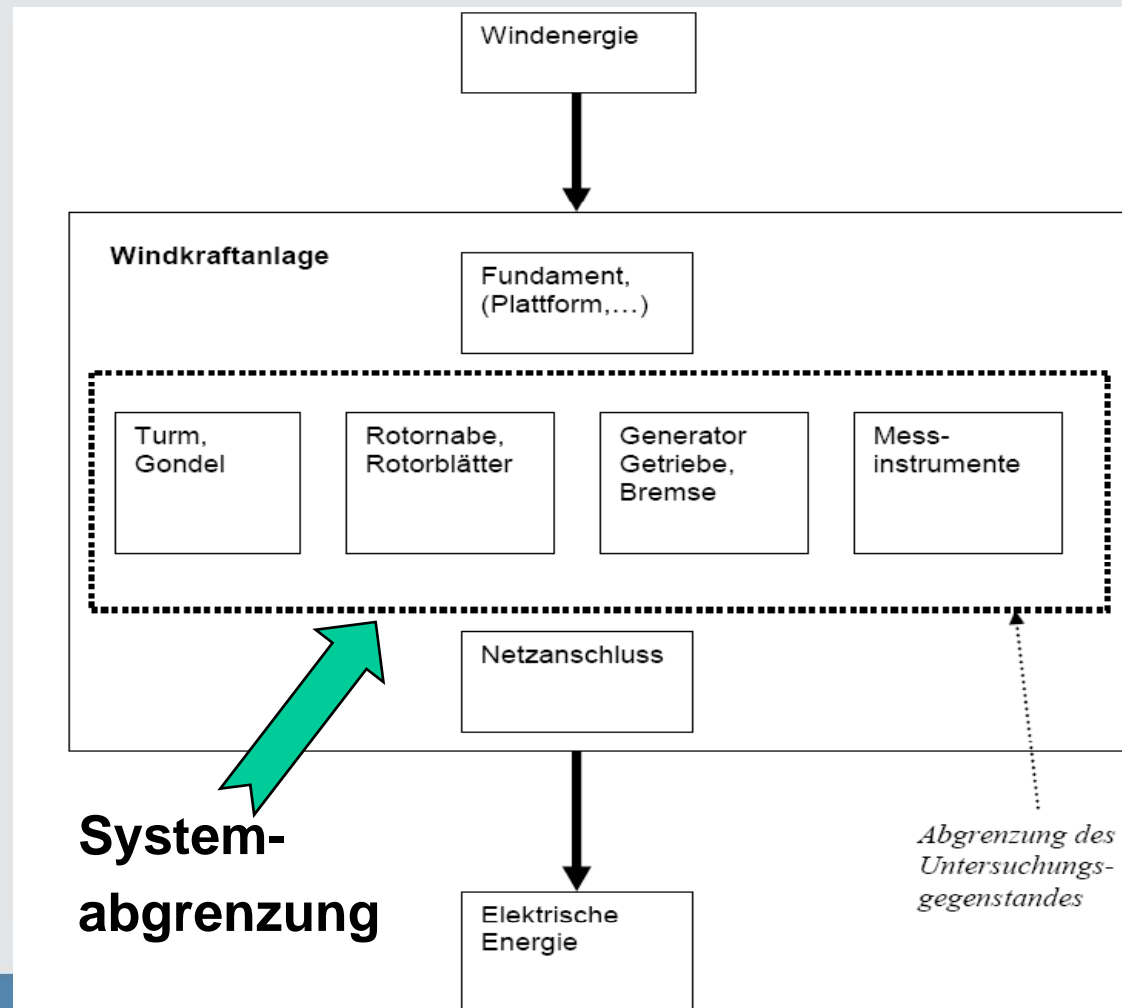 Windenergie
Windkraftanlage
Fundament,
(Plattform,...)
Turm,
Gondel
Rotornabe,
Rotorblätter
Generator
Getriebe,
Bremse
Mess-
instrumente
Netzanschluss
System-
abgrenzung
Abgrenzung des
Untersuchungs-
gegenstandes
Elektrische
Energie